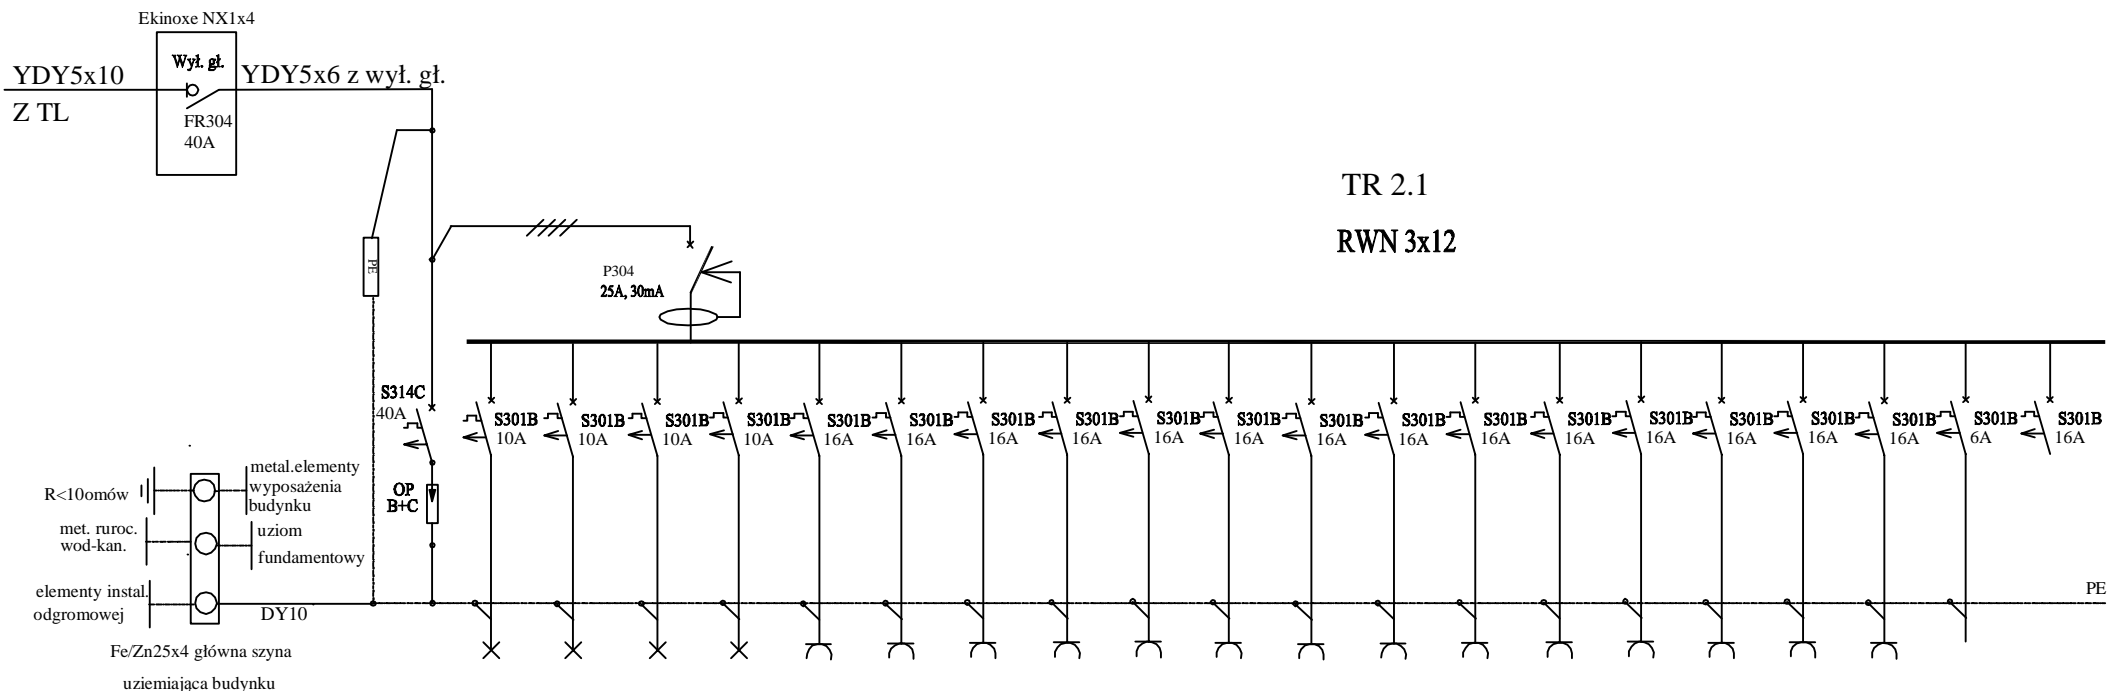 Ekinoxe NX1x4
Wył. gł.
YDY5x10
YDY5x6 z wył. gł.
Z TL
FR304
40A
TR 2.1
RWN 3x12
PE
P304
25A, 30mA
S314C
40A
S301B
10A
S301B
10A
S301B
10A
S301B
10A
S301B
16A
S301B
16A
S301B
16A
S301B
16A
S301B
16A
S301B
16A
S301B
16A
S301B
16A
S301B
16A
S301B
16A
S301B
16A
S301B
16A
S301B
16A
S301B
16A
S301B
6A
S301B
16A
OP
B+C
metal.elementy
wyposażenia
budynku
R<10omów
met. ruroc.
wod-kan.
uziom
fundamentowy
elementy instal.
odgromowej
DY10
PE
Fe/Zn25x4 główna szyna
uziemiająca budynku